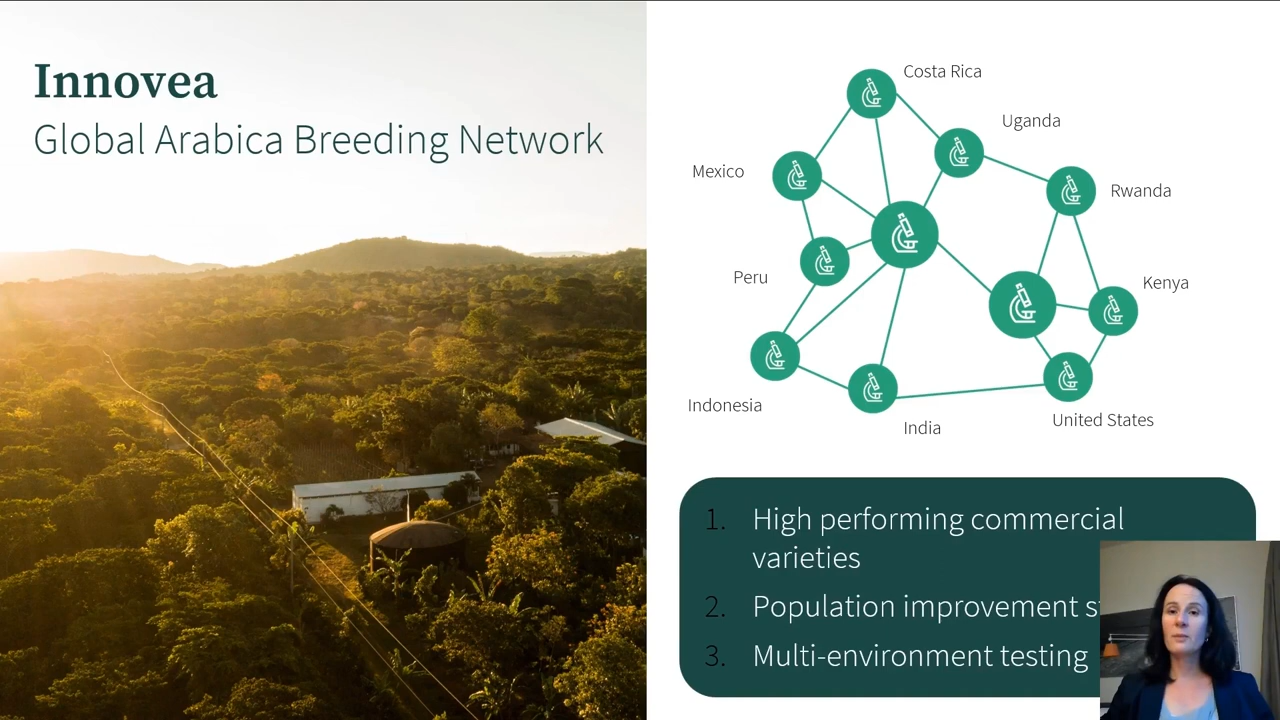 Innovea
Global Arabica Breeding Network
Costa Rica
Uganda
Mexico
Rwanda
Peru
Kenya
Indonesia
India
United States
1. High performing commercial
varieties
2. Population improvement
3. Multi-environment testing